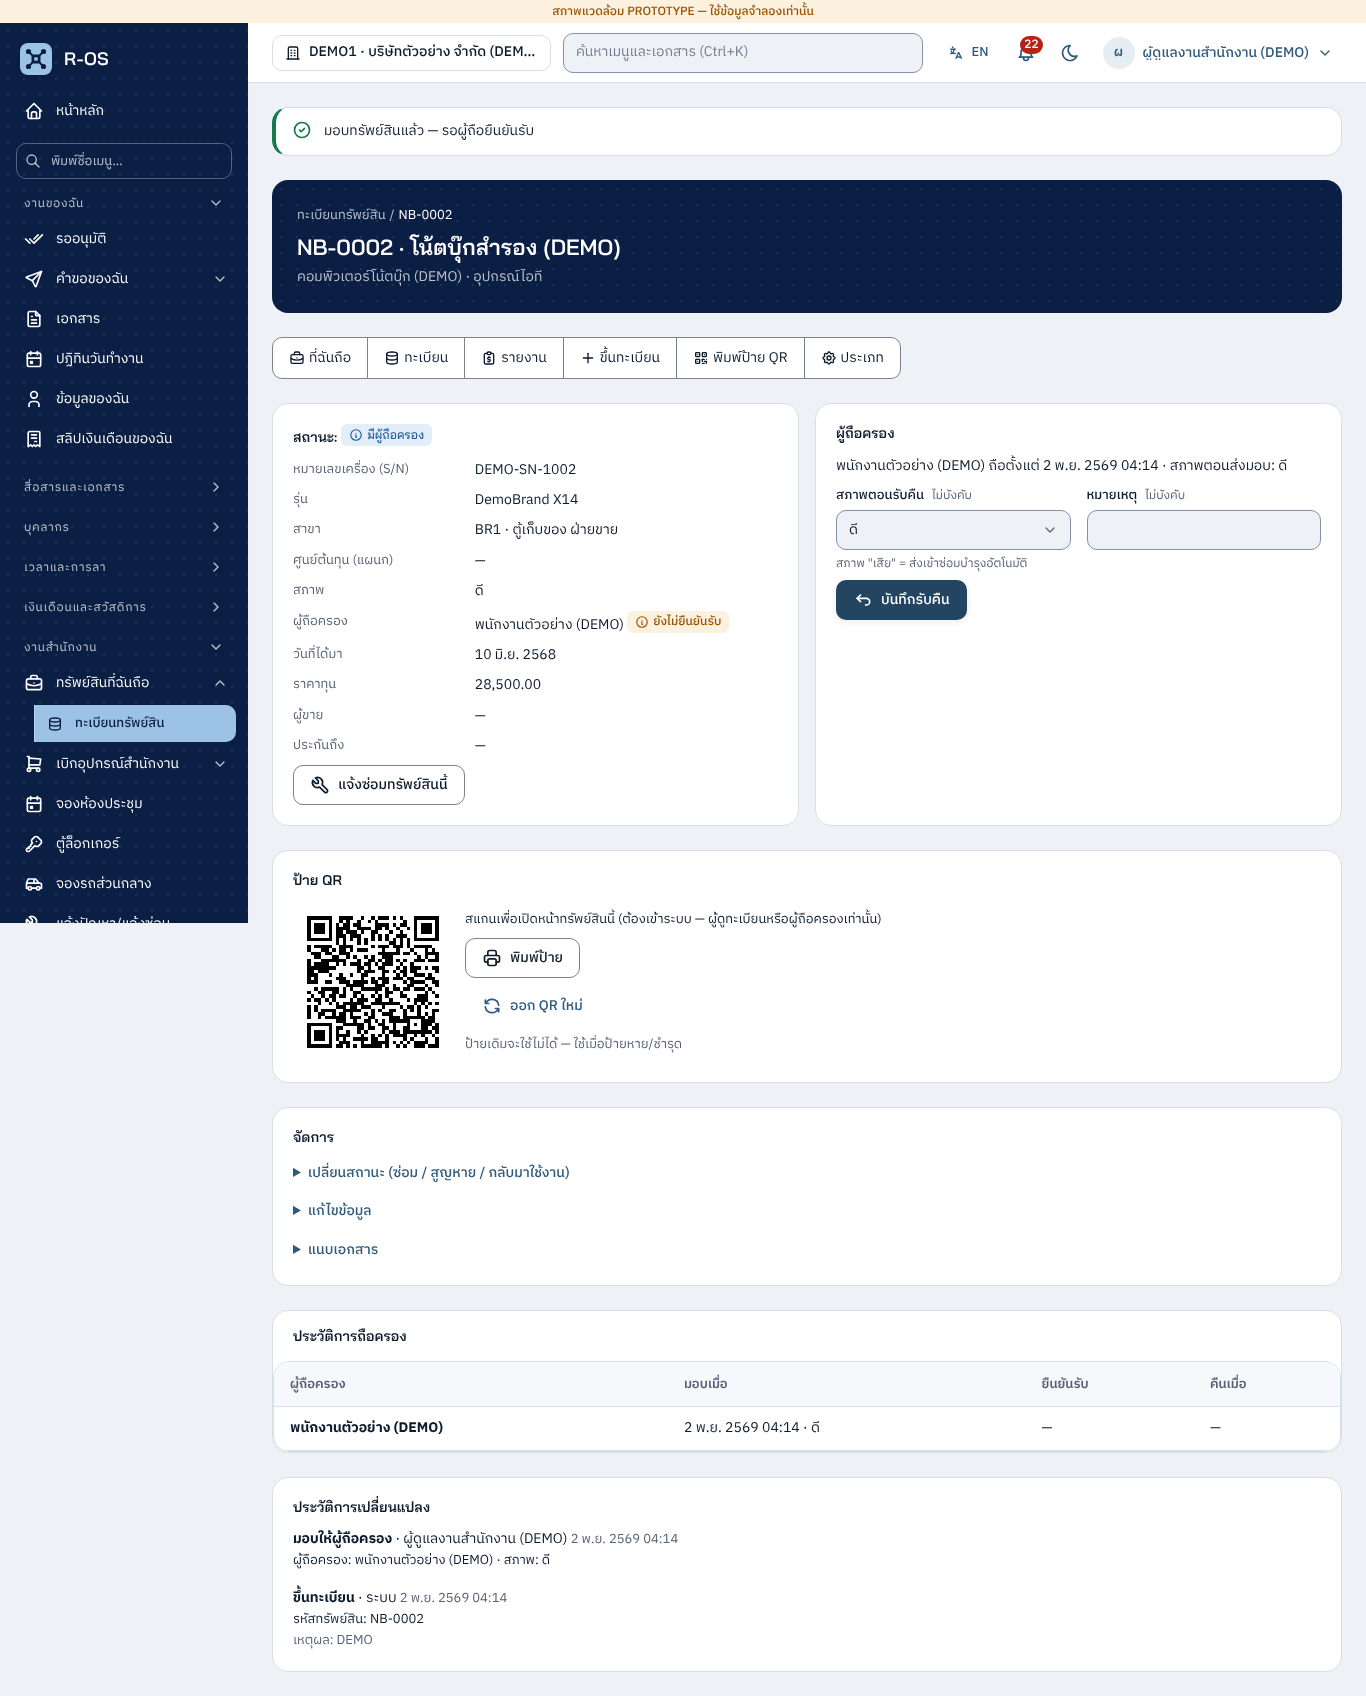 สภาพแวดล้อม PROTOTYPE — ใช้ข้อมูลจำลองเท่านั้น
R-OS
DEMO1 · บริษัทตัวอย่าง จำกัด (DEM...
ค้นหาเมนูและเอกสาร (Ctrl+K)
EN
22
ผ
ผู้ดูแลงานสำนักงาน (DEMO)
หน้าหลัก
พิมพ์ชื่อเมนู...
งานของฉัน
รออนุมัติ
คำขอของฉัน
เอกสาร
ปฏิทินวันทำงาน
ข้อมูลของฉัน
สลิปเงินเดือนของฉัน
สื่อสารและเอกสาร
บุคลากร
เวลาและการลา
เงินเดือนและสวัสดิการ
งานสำนักงาน
ทรัพย์สินที่ฉันถือ
ทะเบียนทรัพย์สิน
เบิกอุปกรณ์สำนักงาน
จองห้องประชุม
ตู้ล็อกเกอร์
จองรถส่วนกลาง
แจ้งปัญหา/แจ้งซ่อม
มอบทรัพย์สินแล้ว — รอผู้ถือยืนยันรับ
ทะเบียนทรัพย์สิน / NB-0002
NB-0002 · โน้ตบุ๊กสำรอง (DEMO)
คอมพิวเตอร์โน้ตบุ๊ก (DEMO) · อุปกรณ์ไอที
ที่ฉันถือ
ทะเบียน
รายงาน
ขึ้นทะเบียน
พิมพ์ป้าย QR
ประเภท
สถานะ: มีผู้ถือครอง
หมายเลขเครื่อง (S/N) DEMO-SN-1002
รุ่น DemoBrand X14
สาขา BR1 · ตู้เก็บของ ฝ่ายขาย
ศูนย์ต้นทุน (แผนก) —
สภาพ ดี
ผู้ถือครอง พนักงานตัวอย่าง (DEMO) ยังไม่ยืนยันรับ
วันที่ได้มา 10 มิ.ย. 2568
ราคาทุน 28,500.00
ผู้ขาย —
ประกันถึง —
แจ้งซ่อมทรัพย์สินนี้
ผู้ถือครอง
พนักงานตัวอย่าง (DEMO) ถือตั้งแต่ 2 พ.ย. 2569 04:14 · สภาพตอนส่งมอบ: ดี
สภาพตอนรับคืน ไม่บังคับ
หมายเหตุ ไม่บังคับ
ดี
สภาพ "เสีย" = ส่งเข้าซ่อมบำรุงอัตโนมัติ
บันทึกรับคืน
ป้าย QR
สแกนเพื่อเปิดหน้าทรัพย์สินนี้ (ต้องเข้าระบบ — ผู้ดูทะเบียนหรือผู้ถือครองเท่านั้น)
พิมพ์ป้าย
ออก QR ใหม่
ป้ายเดิมจะใช้ไม่ได้ — ใช้เมื่อป้ายหาย/ชำรุด
จัดการ
เปลี่ยนสถานะ (ซ่อม / สูญหาย / กลับมาใช้งาน)
แก้ไขข้อมูล
แนบเอกสาร
ประวัติการถือครอง
ผู้ถือครอง มอบเมื่อ ยืนยันรับ คืนเมื่อ
พนักงานตัวอย่าง (DEMO) 2 พ.ย. 2569 04:14 · ดี — —
ประวัติการเปลี่ยนแปลง
มอบให้ผู้ถือครอง · ผู้ดูแลงานสำนักงาน (DEMO) 2 พ.ย. 2569 04:14
ผู้ถือครอง: พนักงานตัวอย่าง (DEMO) · สภาพ: ดี
ขึ้นทะเบียน · ระบบ 2 พ.ย. 2569 04:14
รหัสทรัพย์สิน: NB-0002
เหตุผล: DEMO